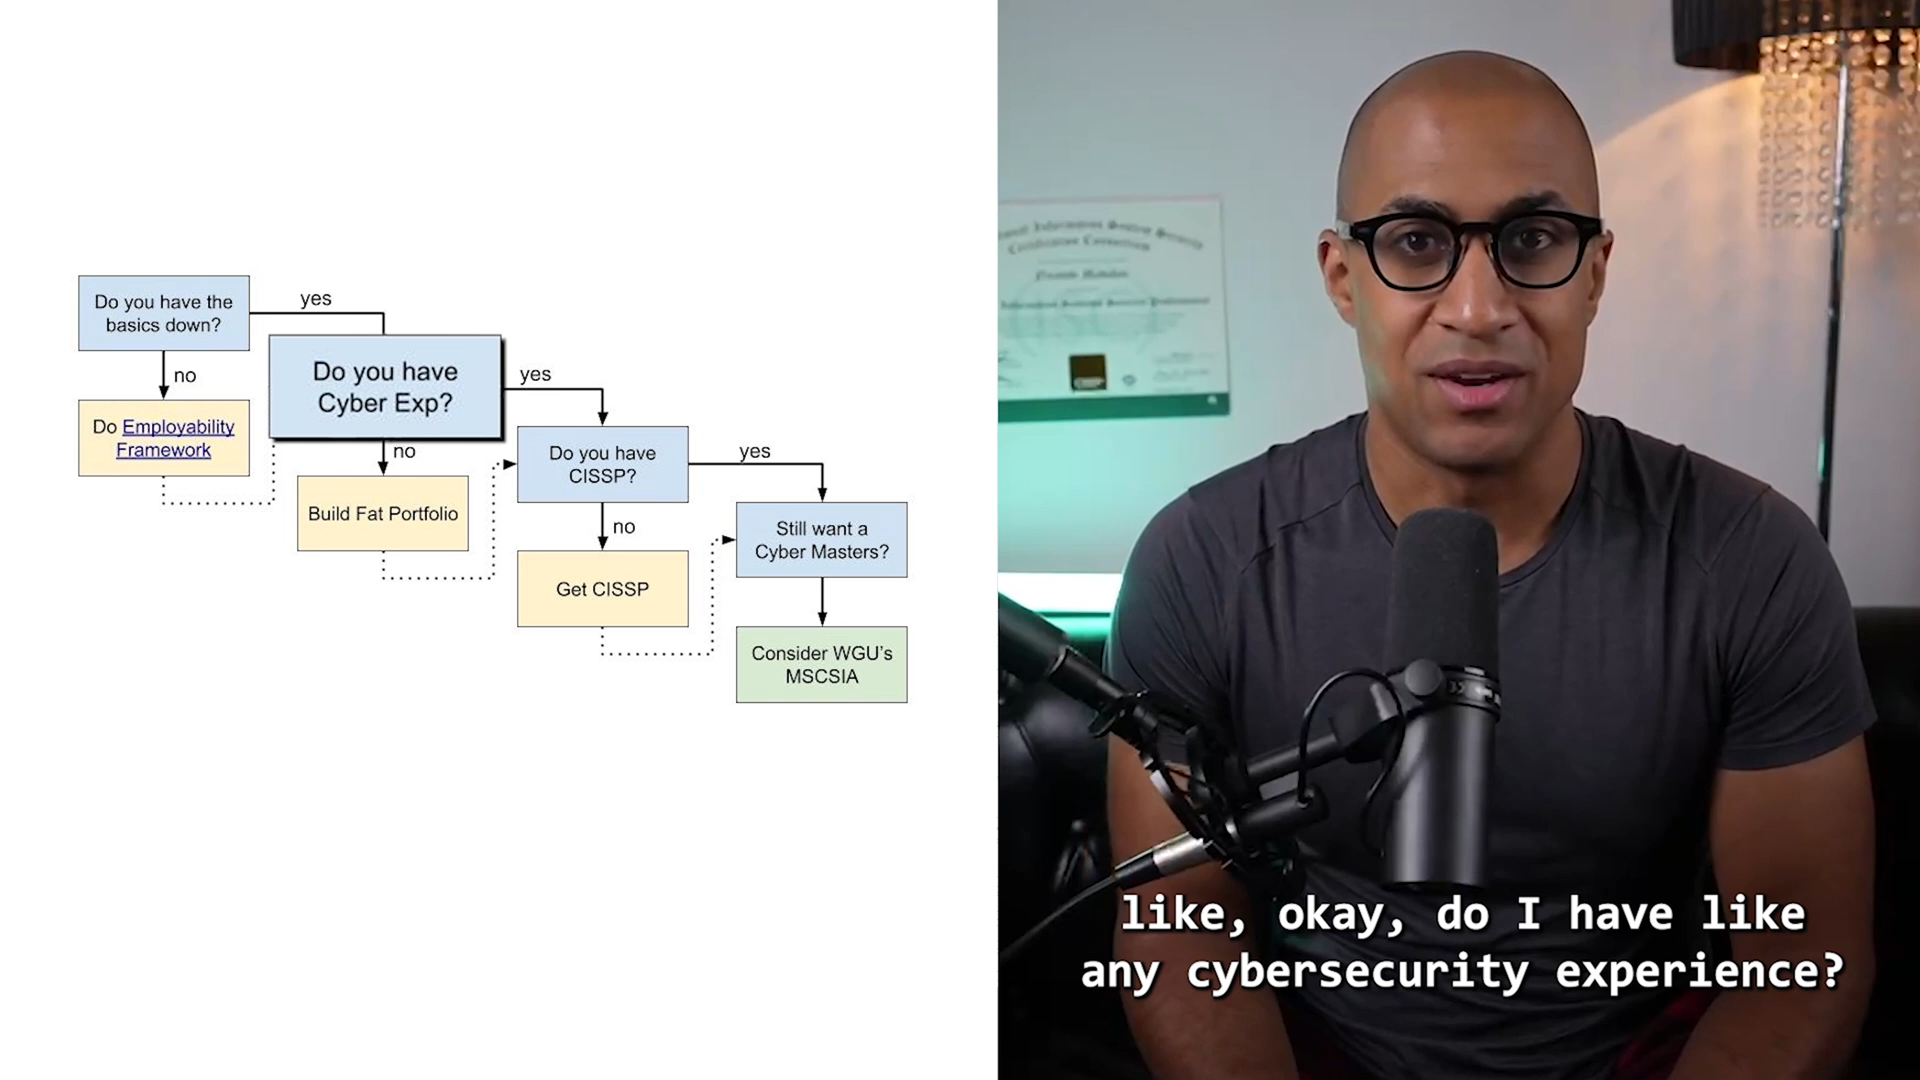 Do you have the
basics down?
yes
no
Do Employability
Framework
Do you have
Cyber Exp?
yes
no
Build Fat Portfolio
Do you have
CISSP?
yes
no
Get CISSP
Still want a
Cyber Masters?
Consider WGU's
MSCSIA
like, okay, do I have like
any cybersecurity experience?